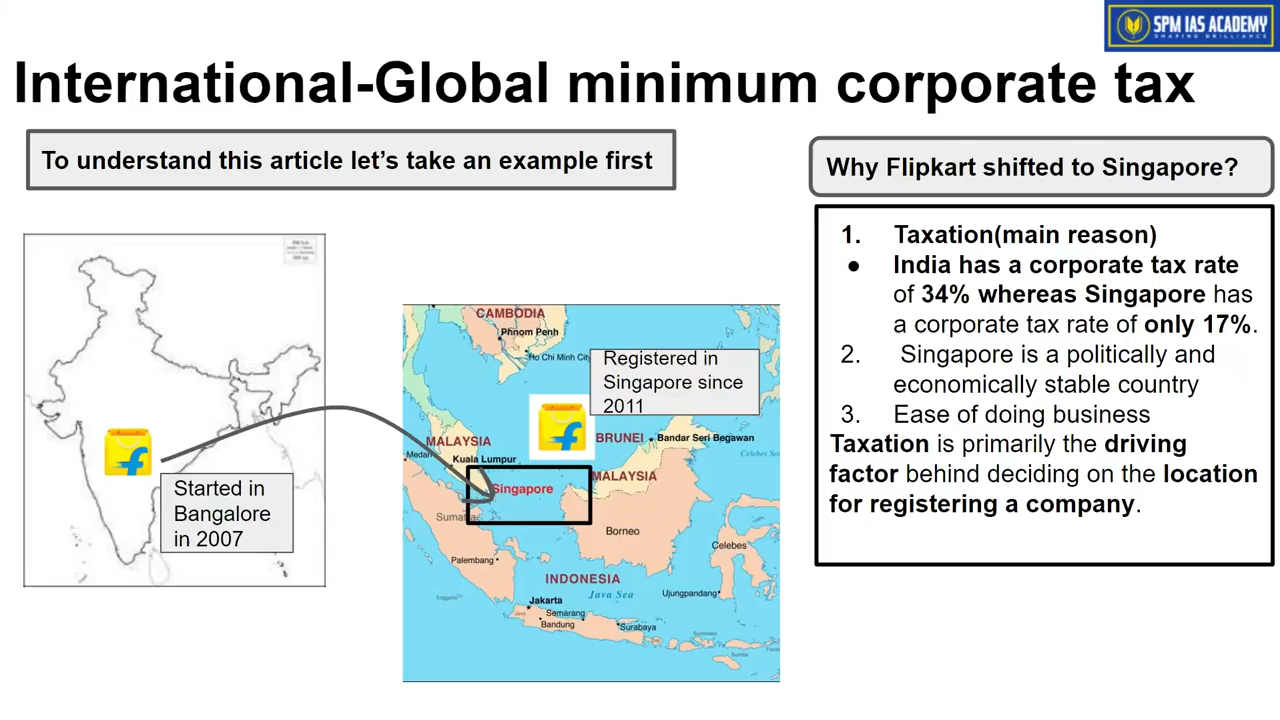 SPM IAS ACADEMY
SHAPING BRILLIANCE
International-Global minimum corporate tax
To understand this article let’s take an example first
Why Flipkart shifted to Singapore?
1. Taxation(main reason)
● India has a corporate tax rate
of 34% whereas Singapore has
a corporate tax rate of only 17%.
2. Singapore is a politically and
economically stable country
3. Ease of doing business
Taxation is primarily the driving
factor behind deciding on the location
for registering a company.
Started in
Bangalore
in 2007
Registered in
Singapore since
2011
CAMBODIA
Phnom Penh
Ho Chi Minh City
MALAYSIA
Medan
Kuala Lumpur
BRUNEI
Bandar Seri Begawan
Celebes Sea
MALAYSIA
Singapore
Borneo
Celebes
Palembang
INDONESIA
Java Sea
Ujungpandang
Jakarta
Java
Semarang
Bandung
Surabaya